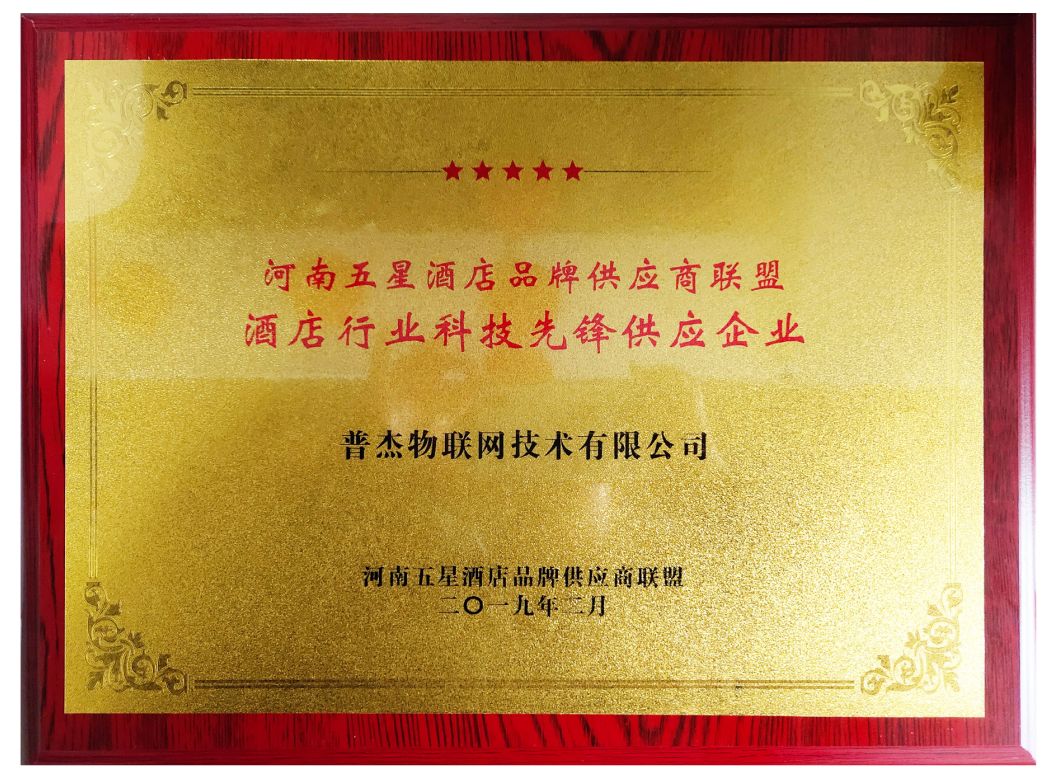 河南五星酒店品牌供应商联盟
酒店行业科技先锋供应企业
普杰物联网技术有限公司
河南五星酒店品牌供应商联盟
二〇一九年二月